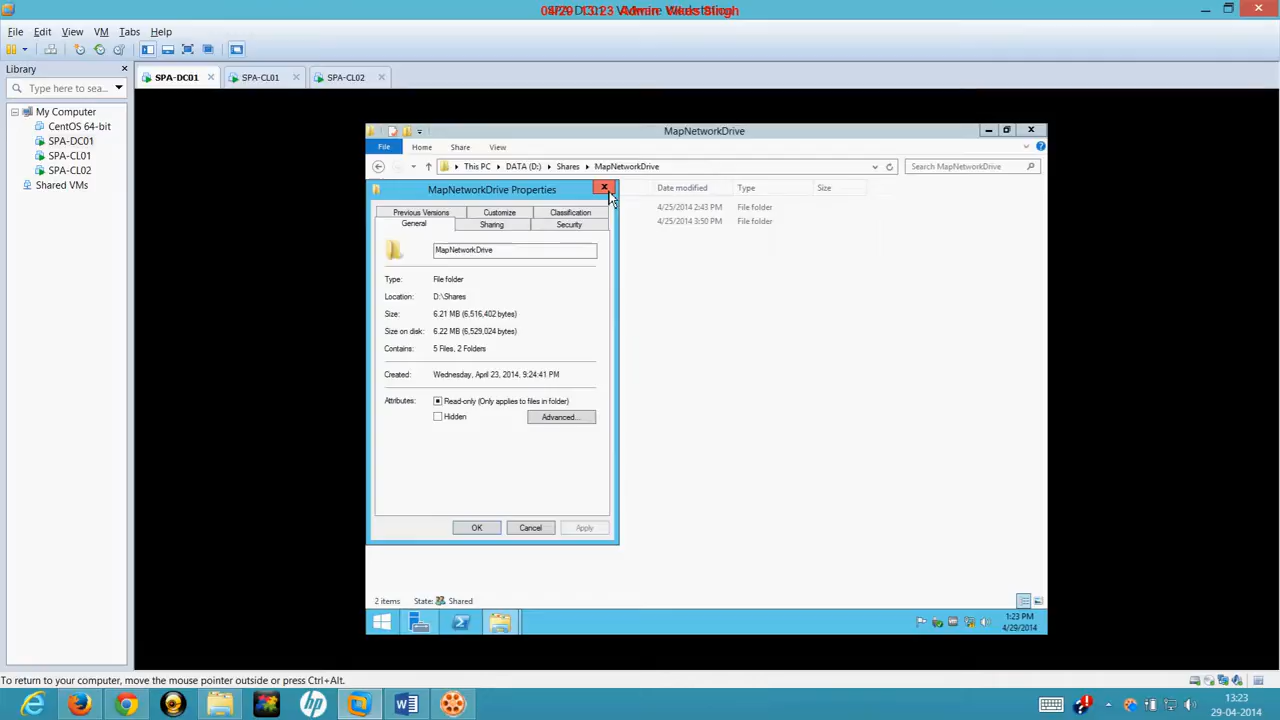 File Edit View VM Tabs Help
Library
Type here to sea...
SPA-DC01
SPA-CL01
SPA-CL02
My Computer
CentOS 64-bit
SPA-DC01
SPA-CL01
SPA-CL02
Shared VMs
MapNetworkDrive
File Home Share View
This PC DATA (D:) Shares MapNetworkDrive
Search MapNetworkDrive
MapNetworkDrive Properties
Previous Versions Customize Classification
General Sharing Security
MapNetworkDrive
Type: File folder
Location: D:\Shares
Size: 6.21 MB (6,516,402 bytes)
Size on disk: 6.22 MB (6,529,024 bytes)
Contains: 5 Files, 2 Folders
Created: Wednesday, April 23, 2014, 9:24:41 PM
Attributes: Read-only (Only applies to files in folder)
Hidden
Advanced...
OK Cancel Apply
Date modified Type Size
4/25/2014 2:43 PM File folder
4/25/2014 3:50 PM File folder
2 items State: Shared
1:23 PM
4/29/2014
To return to your computer, move the mouse pointer outside or press Ctrl+Alt.
13:23
29-04-2014